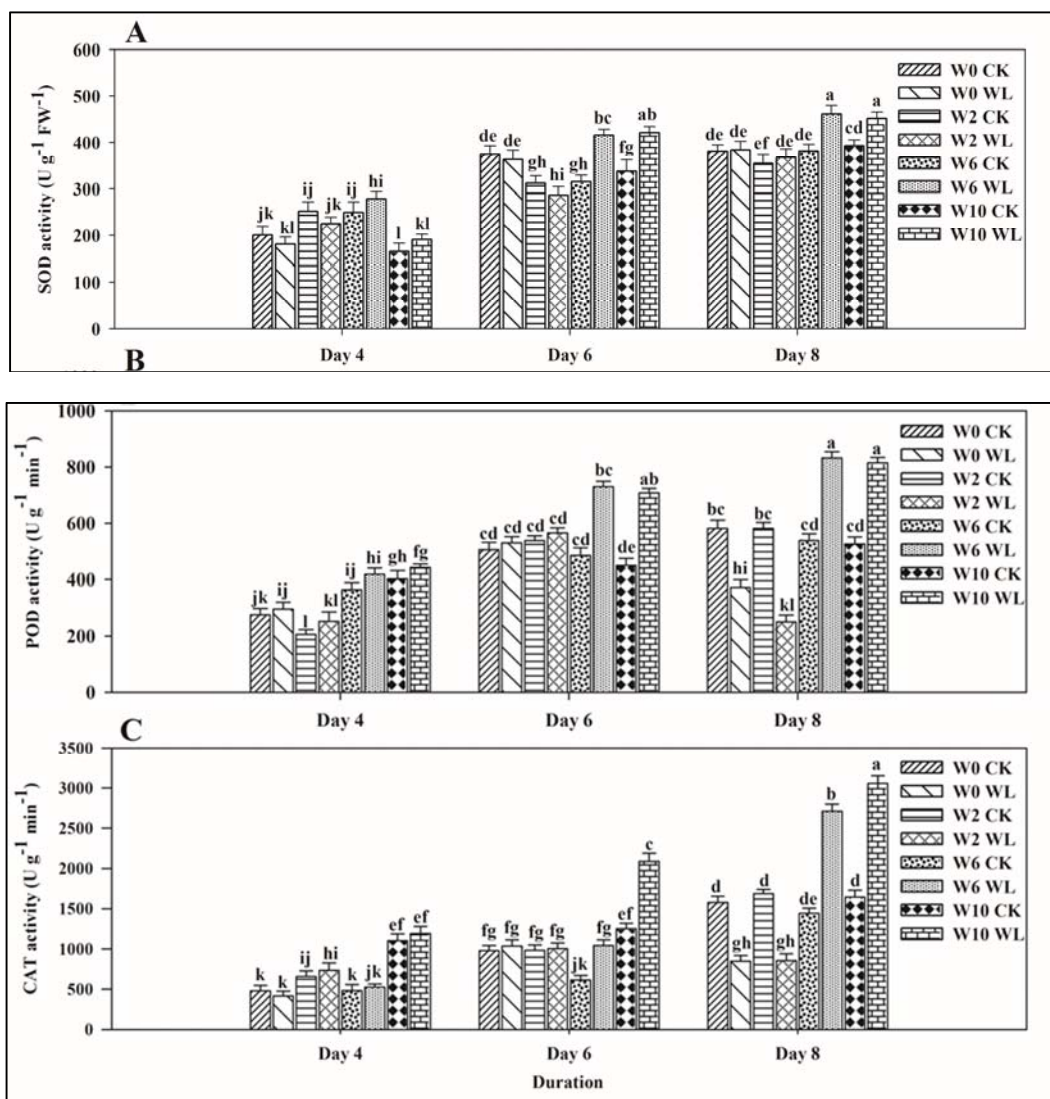 A
600
500
400
300
200
100
0
SOD activity (U g-1 FW-1)
de de gh hi gh bc fg ab
de de ef de de a cd a
jk kl ij jk ij hi l kl
W0 CK
W0 WL
W2 CK
W2 WL
W6 CK
W6 WL
W10 CK
W10 WL
Day 4 Day 6 Day 8
B
1000
800
600
400
200
0
POD activity (U g-1 min-1)
jk ij l kl ij hi gh fg
cd cd cd cd cd bc de ab
bc hi bc kl cd a cd a
W0 CK
W0 WL
W2 CK
W2 WL
W6 CK
W6 WL
W10 CK
W10 WL
Day 4 Day 6 Day 8
C
3500
3000
2500
2000
1500
1000
500
0
CAT activity (U g-1 min-1)
k k ij hi k jk ef ef
fg fg fg fg jk fg ef c
d gh d gh de b d a
W0 CK
W0 WL
W2 CK
W2 WL
W6 CK
W6 WL
W10 CK
W10 WL
Day 4 Day 6 Day 8
Duration